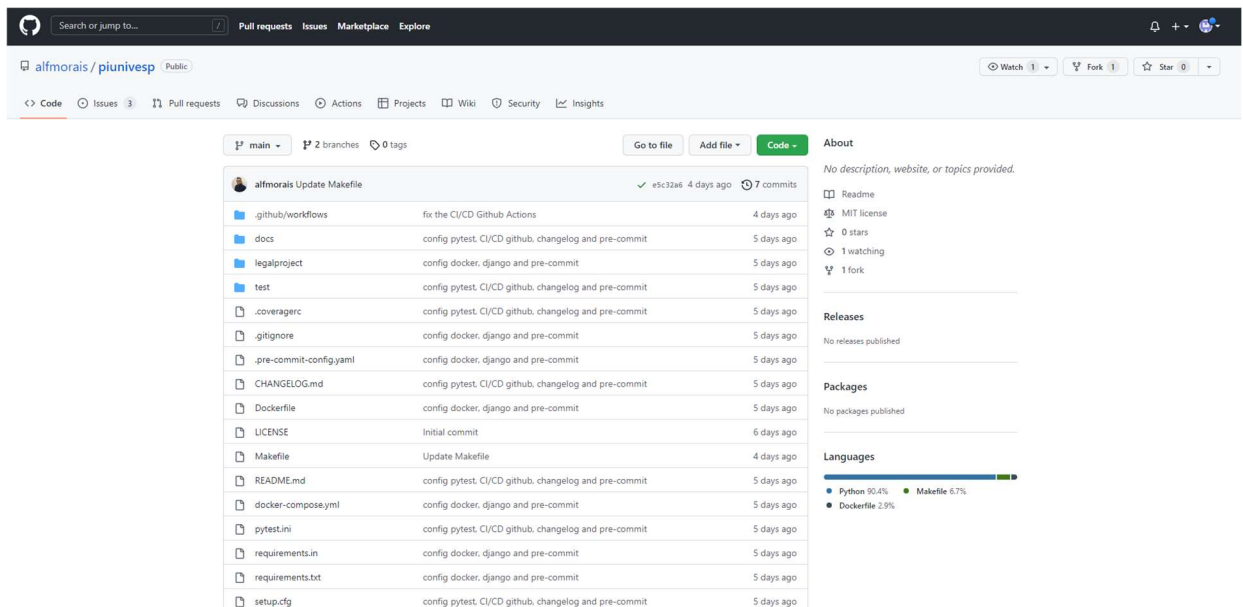 Search or jump to... / Pull requests Issues Marketplace Explore
alfmorais / piunivesp Public Watch 1 Fork 1 Star 0
Code Issues 3 Pull requests Discussions Actions Projects Wiki Security Insights
main 2 branches 0 tags Go to file Add file Code
alfmorais Update Makefile e5c32a6 4 days ago 7 commits
.github/workflows fix the CI/CD Github Actions 4 days ago
docs config pytest, CI/CD github, changelog and pre-commit 5 days ago
legalproject config docker, django and pre-commit 5 days ago
test config pytest, CI/CD github, changelog and pre-commit 5 days ago
.coveragerc config pytest, CI/CD github, changelog and pre-commit 5 days ago
.gitignore config docker, django and pre-commit 5 days ago
.pre-commit-config.yaml config docker, django and pre-commit 5 days ago
CHANGELOG.md config pytest, CI/CD github, changelog and pre-commit 5 days ago
Dockerfile config docker, django and pre-commit 5 days ago
LICENSE Initial commit 6 days ago
Makefile Update Makefile 4 days ago
README.md config pytest, CI/CD github, changelog and pre-commit 5 days ago
docker-compose.yml config docker, django and pre-commit 5 days ago
pytest.ini config pytest, CI/CD github, changelog and pre-commit 5 days ago
requirements.in config docker, django and pre-commit 5 days ago
requirements.txt config docker, django and pre-commit 5 days ago
setup.cfg config pytest, CI/CD github, changelog and pre-commit 5 days ago
About
No description, website, or topics provided.
Readme
MIT license
0 stars
1 watching
1 fork
Releases
No releases published
Packages
No packages published
Languages
Python 90.4% Makefile 6.7%
Dockerfile 2.9%